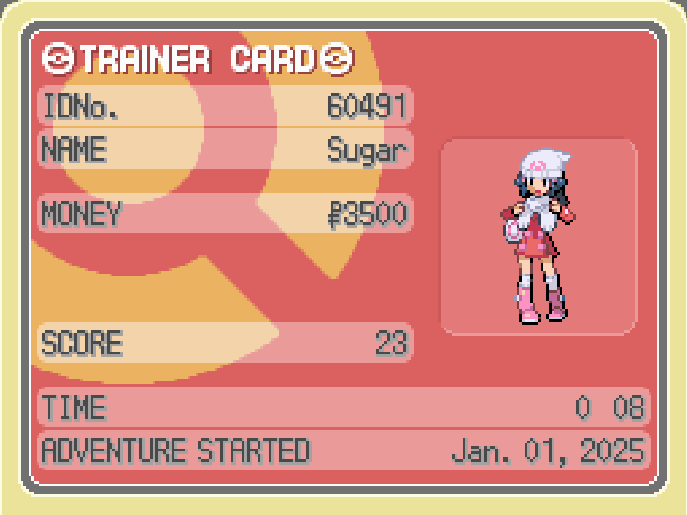 TRAINER CARD
IDNo. 60491
NAME Sugar
MONEY ₽3500
SCORE 23
TIME 0 08
ADVENTURE STARTED Jan. 01, 2025